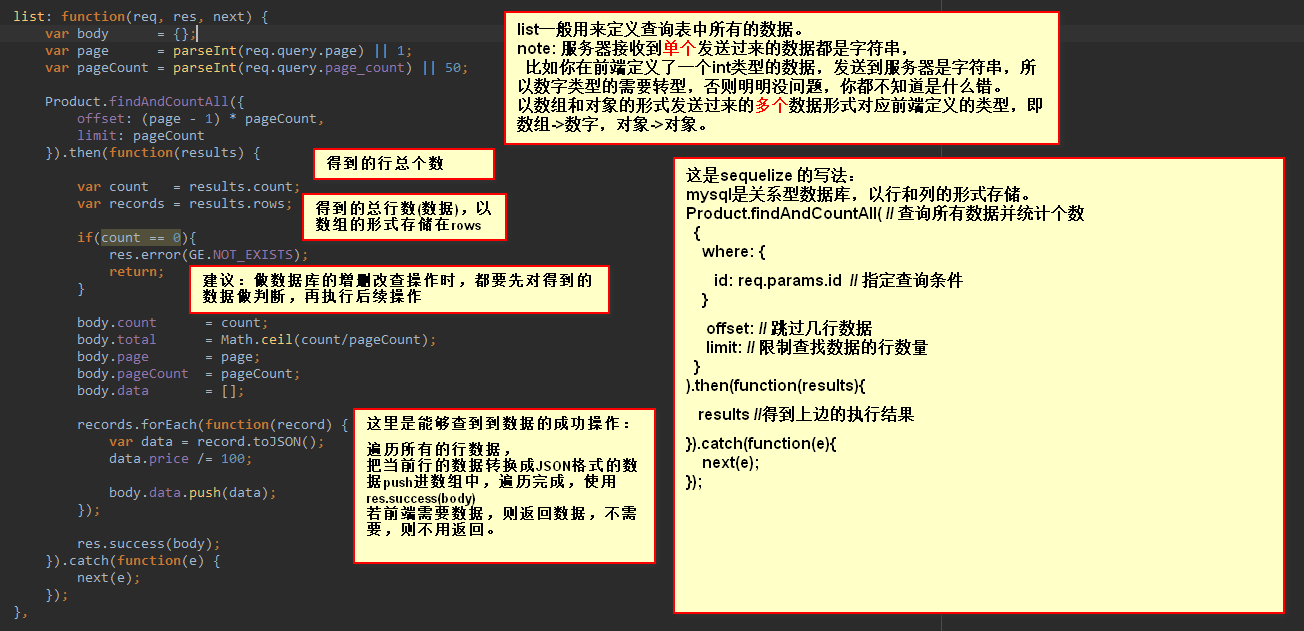 list: function(req, res, next) {
var body = {};
var page = parseInt(req.query.page) || 1;
var pageCount = parseInt(req.query.page_count) || 50;
Product.findAndCountAll({
offset: (page - 1) * pageCount,
limit: pageCount
}).then(function(results) {
var count = results.count;
var records = results.rows;
if(count == 0){
res.error(GE.NOT_EXISTS);
return;
}
body.count = count;
body.total = Math.ceil(count/pageCount);
body.page = page;
body.pageCount = pageCount;
body.data = [];
records.forEach(function(record) {
var data = record.toJSON();
data.price /= 100;
body.data.push(data);
});
res.success(body);
}).catch(function(e) {
next(e);
});
},
list一般用来定义查询表中所有的数据。
note: 服务器接收到单个发送过来的数据都是字符串，
比如你在前端定义了一个int类型的数据，发送到服务器是字符串，所
以数字类型的需要转型，否则明明没问题，你都不知道是什么错。
以数组和对象的形式发送过来的多个数据形式对应前端定义的类型，即
数组->数字，对象->对象。
得到的行总个数
得到的总行数(数据)，以
数组的形式存储在rows
建议：做数据库的增删改查操作时，都要先对得到的
数据做判断，再执行后续操作
这里是能够查到到数据的成功操作：
遍历所有的行数据，
把当前行的数据转换成JSON格式的数
据push进数组中，遍历完成，使用
res.success(body)
若前端需要数据，则返回数据，不需
要，则不用返回。
这是sequelize 的写法：
mysql是关系型数据库，以行和列的形式存储。
Product.findAndCountAll( // 查询所有数据并统计个数
{
where: {
id: req.params.id // 指定查询条件
}
offset: // 跳过几行数据
limit: // 限制查找数据的行数量
}
).then(function(results){
results //得到上边的执行结果
}).catch(function(e){
next(e);
});